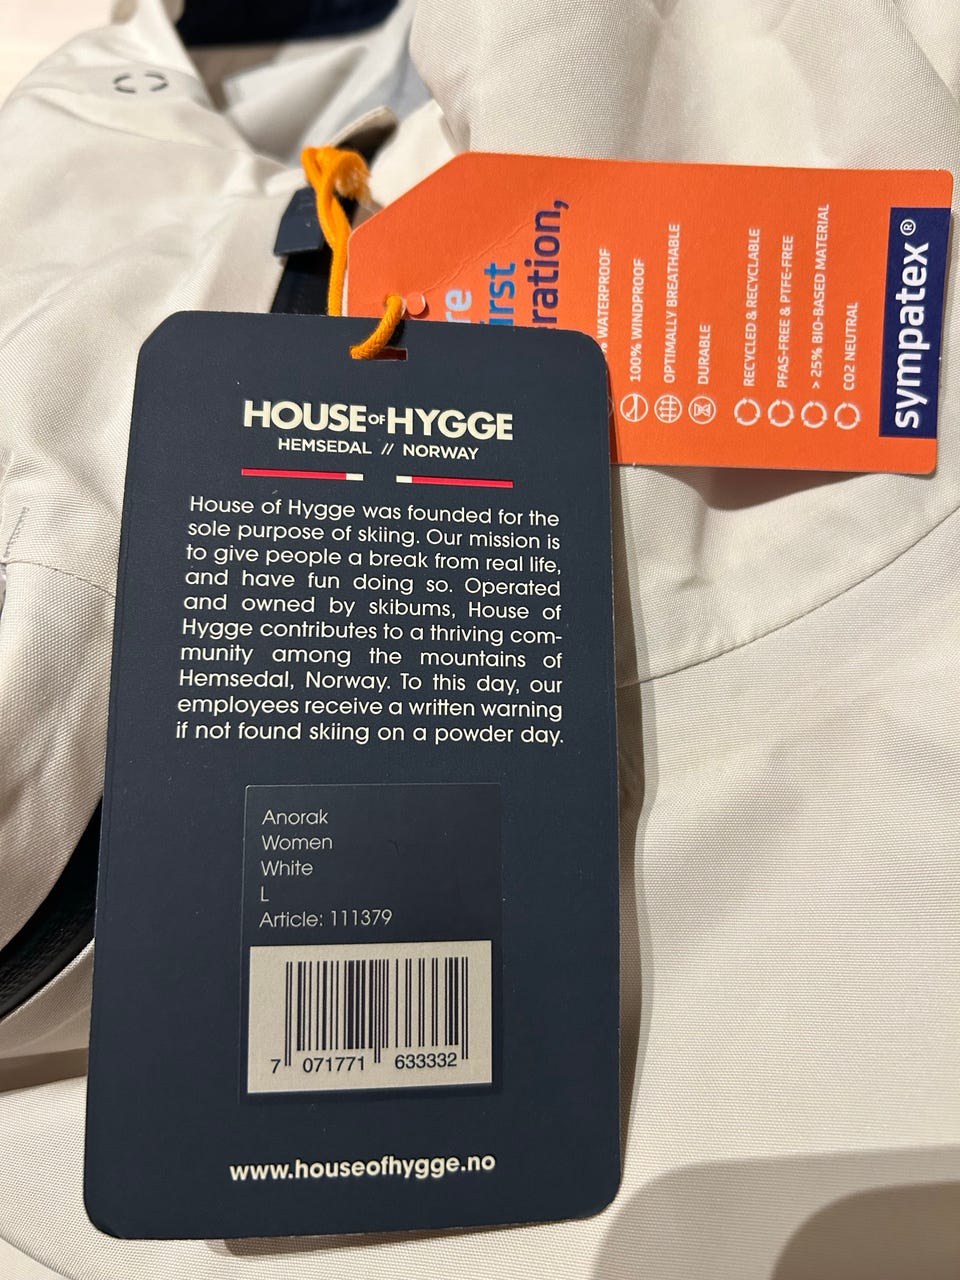 HOUSE OF HYGGE
HEMSEDAL // NORWAY
House of Hygge was founded for the
sole purpose of skiing. Our mission is
to give people a break from real life,
and have fun doing so. Operated
and owned by skibums, House of
Hygge contributes to a thriving com-
munity among the mountains of
Hemsedal, Norway. To this day, our
employees receive a written warning
if not found skiing on a powder day.
Anorak
Women
White
L
Article: 111379
7 071771 633332
www.houseofhygge.no
% WATERPROOF
100% WINDPROOF
OPTIMALLY BREATHABLE
DURABLE
RECYCLED & RECYCLABLE
PFAS-FREE & PTFE-FREE
> 25% BIO-BASED MATERIAL
CO2 NEUTRAL
sympatex ®